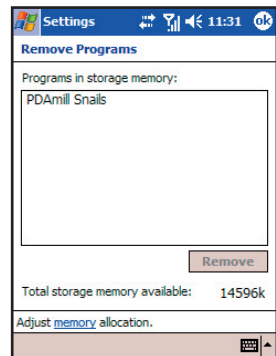 Settings 11:31 ok
Remove Programs
Programs in storage memory:
PDAmill Snails
Remove
Total storage memory available: 14596k
Adjust memory allocation.